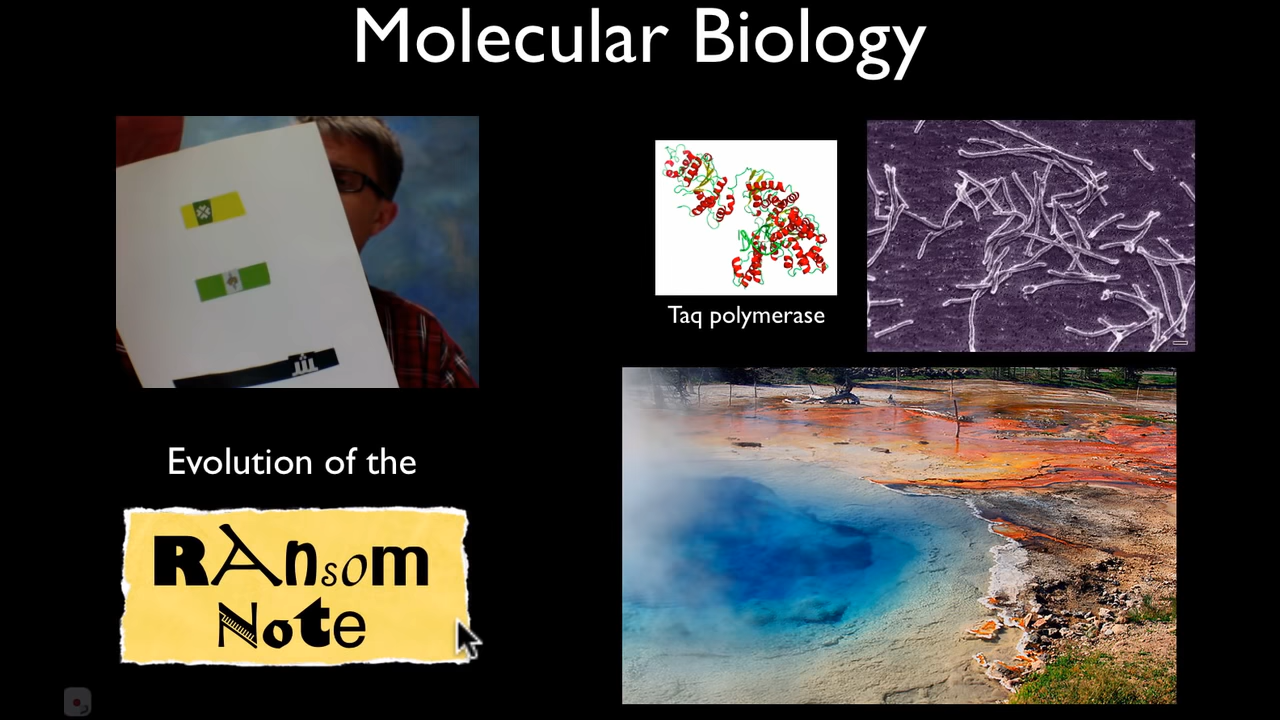 Molecular Biology
Taq polymerase
Evolution of the
RAnsom
Note